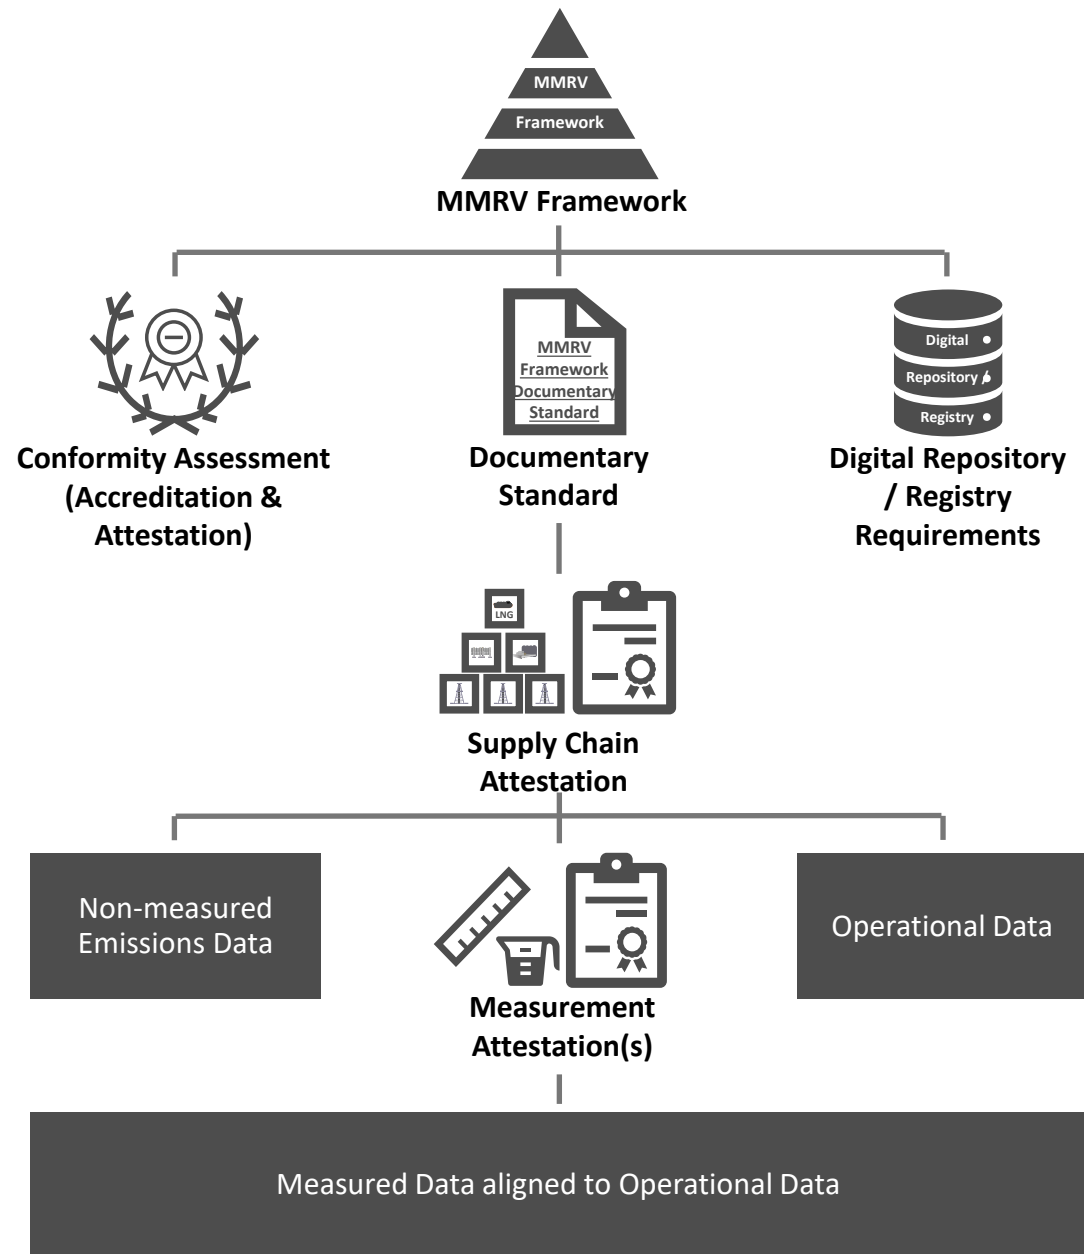 MMRV
Framework
MMRV Framework
MMRV
Framework
Documentary
Standard
Digital
Repository /
Registry
Conformity Assessment
(Accreditation &
Attestation)
Documentary
Standard
Digital Repository
/ Registry
Requirements
LNG
Supply Chain
Attestation
Non-measured
Emissions Data
Operational Data
Measurement
Attestation(s)
Measured Data aligned to Operational Data